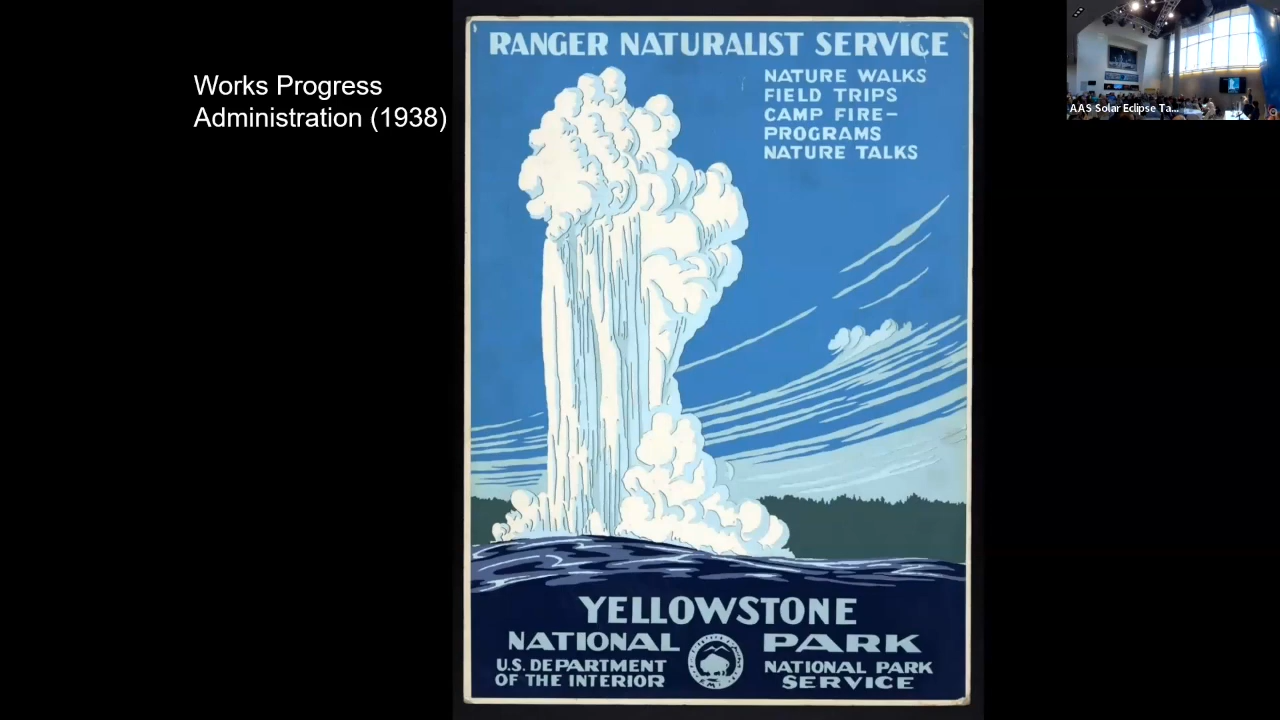 Works Progress
Administration (1938)
RANGER NATURALIST SERVICE
NATURE WALKS
FIELD TRIPS
CAMP FIRE-
PROGRAMS
NATURE TALKS
YELLOWSTONE
NATIONAL PARK
U.S. DEPARTMENT
OF THE INTERIOR
NATIONAL PARK
SERVICE
AAS Solar Eclipse Ta...